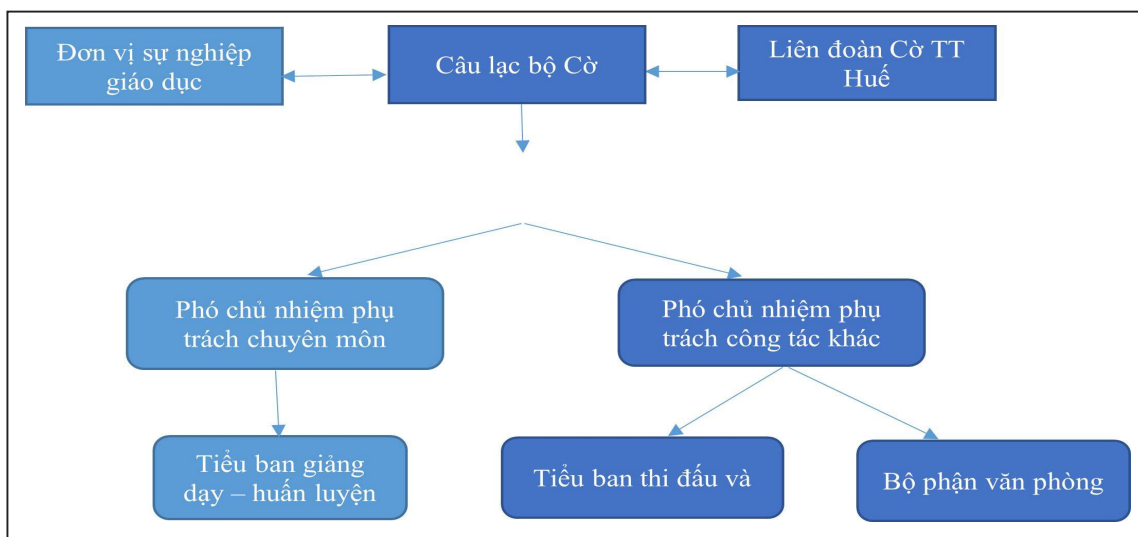 Đơn vị sự nghiệp
giáo dục
Câu lạc bộ Cờ
Liên đoàn Cờ TT
Huế
Phó chủ nhiệm phụ
trách chuyên môn
Phó chủ nhiệm phụ
trách công tác khác
Tiểu ban giảng
dạy – huấn luyện
Tiểu ban thi đấu và
Bộ phận văn phòng